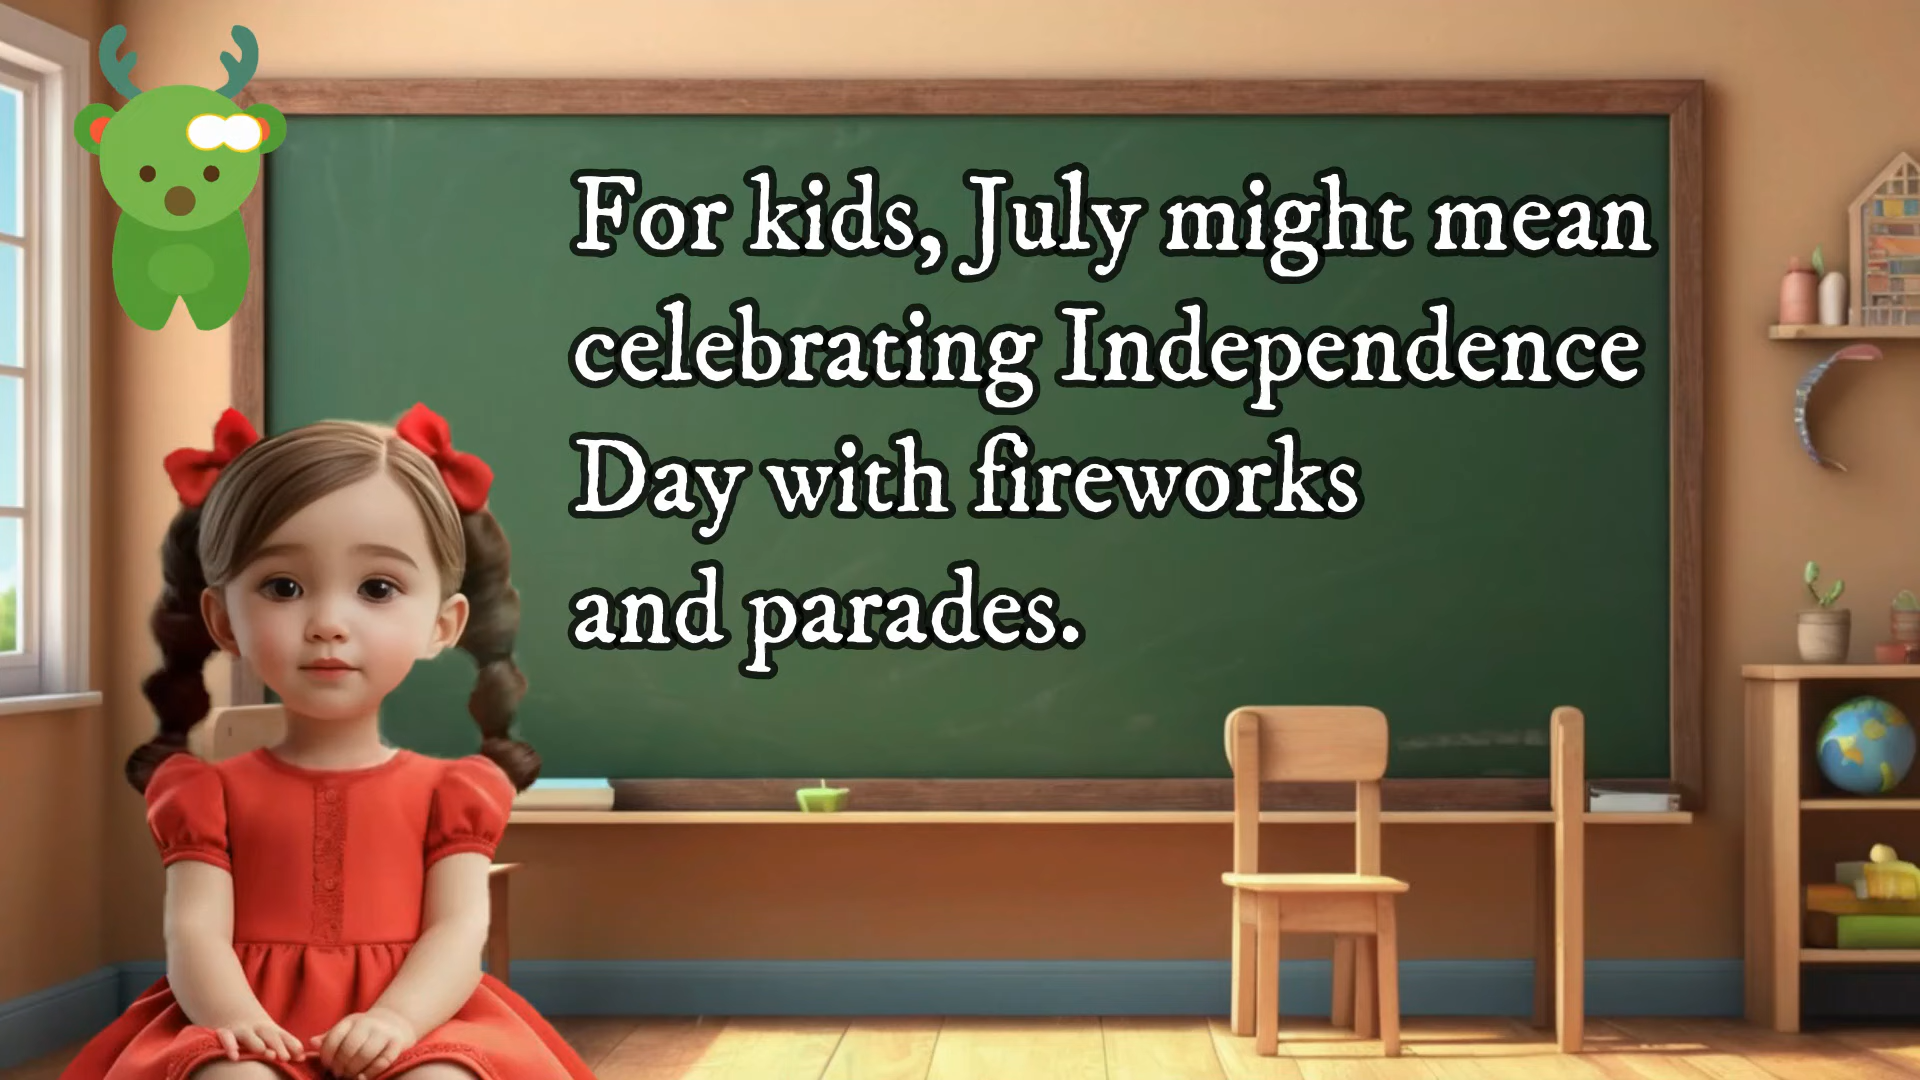 For kids, July might mean
celebrating Independence
Day with fireworks
and parades.